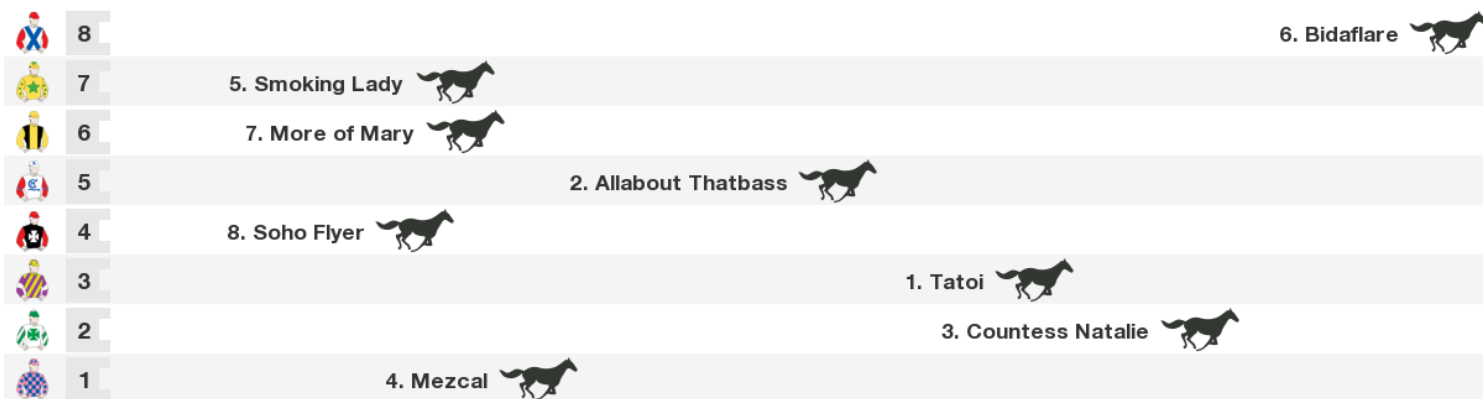 8 6. Bidaflare
7 5. Smoking Lady
6 7. More of Mary
5 2. Allabout Thatbass
4 8. Soho Flyer
3 1. Tatoi
2 3. Countess Natalie
1 4. Mezcal